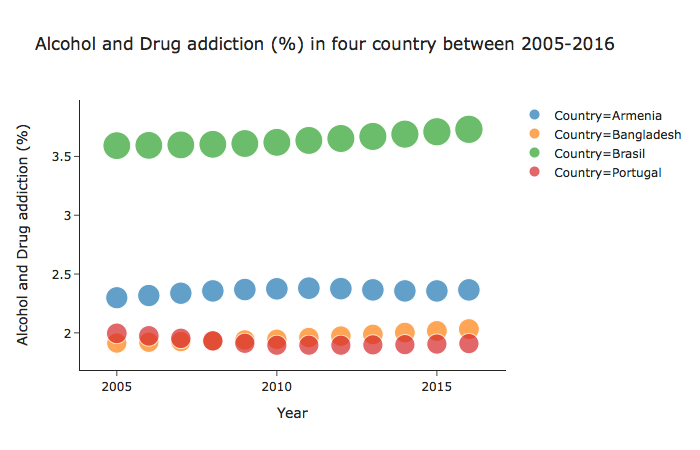 Alcohol and Drug addiction (%) in four country between 2005-2016
Alcohol and Drug addiction (%)
3.5
3
2.5
2
2005
2010
2015
Year
Country=Armenia
Country=Bangladesh
Country=Brasil
Country=Portugal